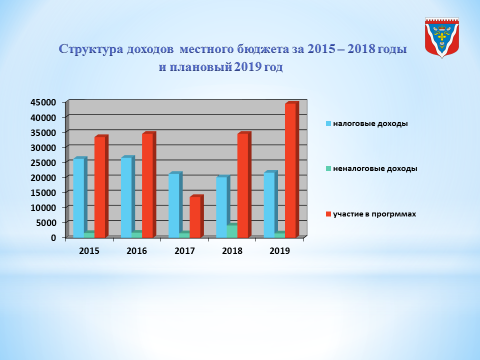 Структура доходов местного бюджета за 2015 – 2018 годы
и плановый 2019 год
45000
40000
35000
30000
25000
20000
15000
10000
5000
0
2015 2016 2017 2018 2019
налоговые доходы
неналоговые доходы
участие в прогрммах